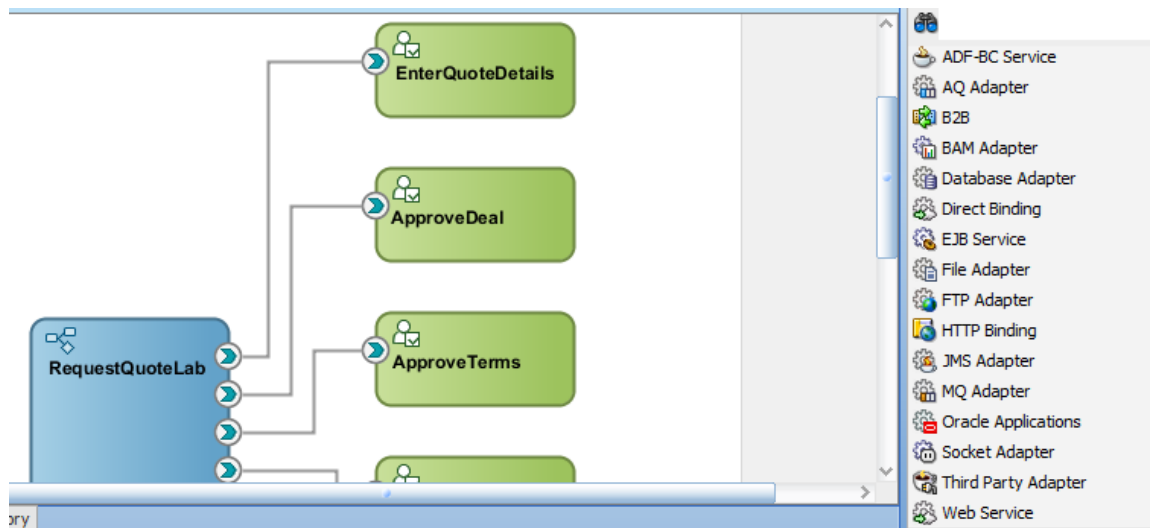 EnterQuoteDetails
ApproveDeal
ApproveTerms
RequestQuoteLab
ory
ADF-BC Service
AQ Adapter
B2B
BAM Adapter
Database Adapter
Direct Binding
EJB Service
File Adapter
FTP Adapter
HTTP Binding
JMS Adapter
MQ Adapter
Oracle Applications
Socket Adapter
Third Party Adapter
Web Service